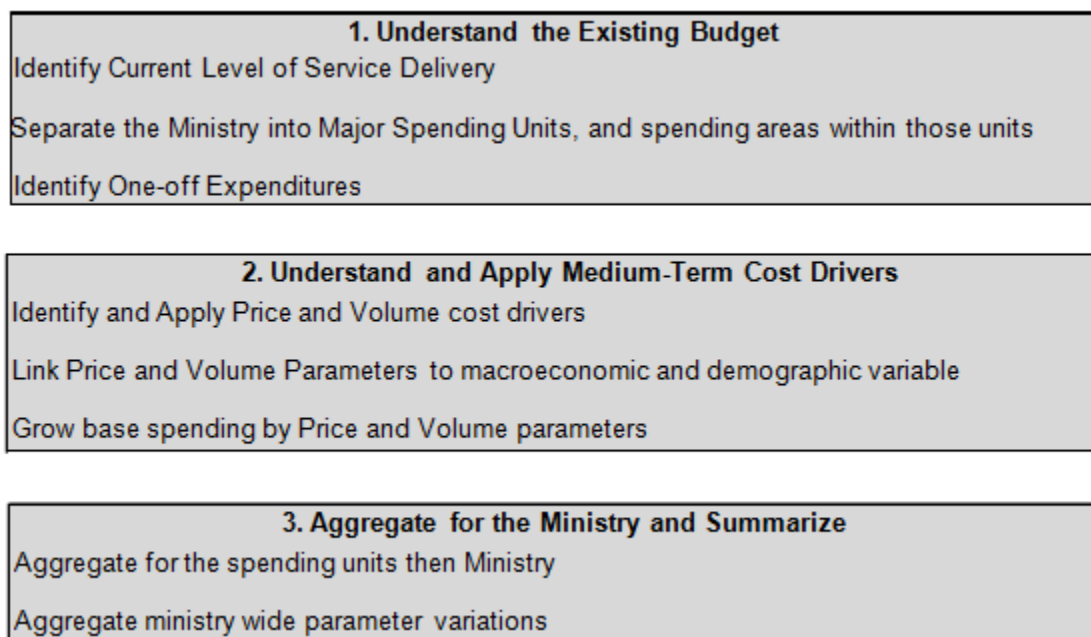 1. Understand the Existing Budget
Identify Current Level of Service Delivery
Separate the Ministry into Major Spending Units, and spending areas within those units
Identify One-off Expenditures
2. Understand and Apply Medium-Term Cost Drivers
Identify and Apply Price and Volume cost drivers
Link Price and Volume Parameters to macroeconomic and demographic variable
Grow base spending by Price and Volume parameters
3. Aggregate for the Ministry and Summarize
Aggregate for the spending units then Ministry
Aggregate ministry wide parameter variations